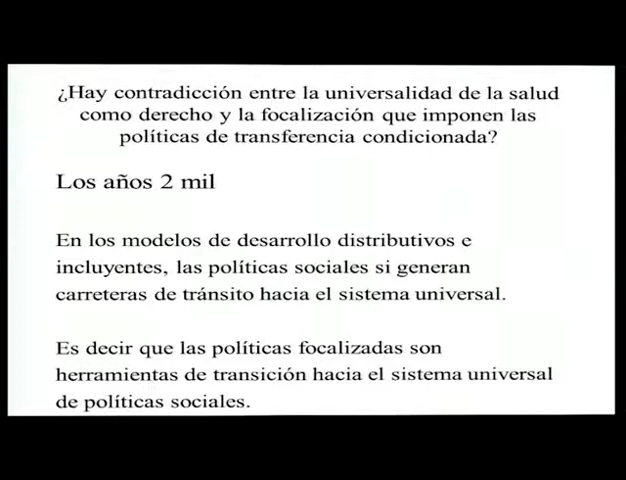 ¿Hay contradicción entre la universalidad de la salud
como derecho y la focalización que imponen las
políticas de transferencia condicionada?
Los años 2 mil
En los modelos de desarrollo distributivos e
incluyentes, las políticas sociales si generan
carreteras de tránsito hacia el sistema universal.
Es decir que las políticas focalizadas son
herramientas de transición hacia el sistema universal
de políticas sociales.